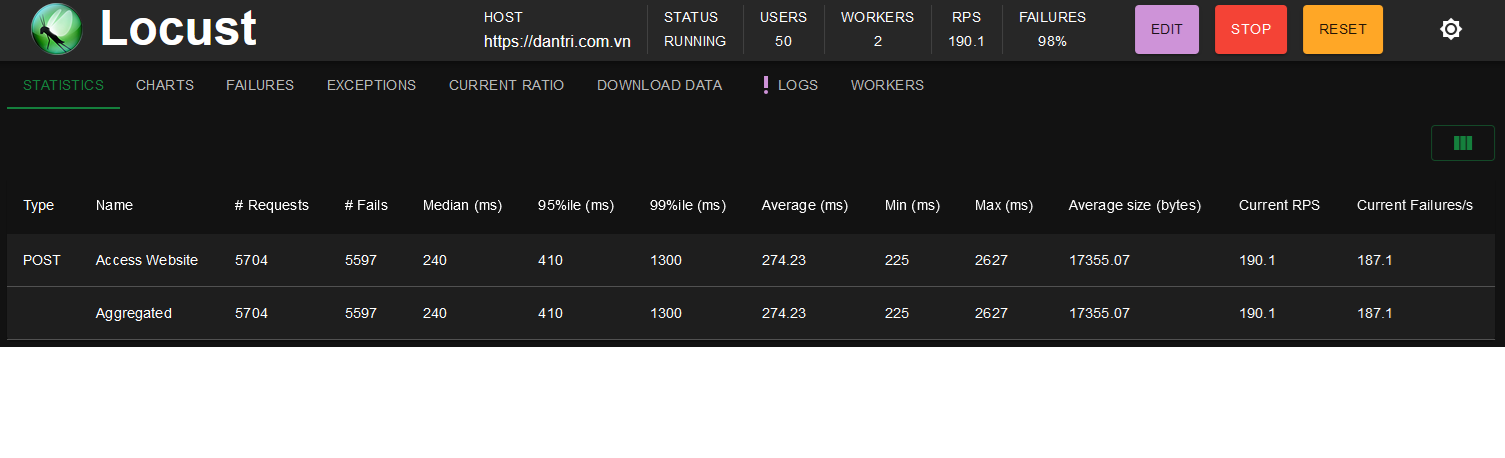 Locust
HOST
https://dantri.com.vn
STATUS
RUNNING
USERS
50
WORKERS
2
RPS
190.1
FAILURES
98%
EDIT
STOP
RESET
STATISTICS CHARTS FAILURES EXCEPTIONS CURRENT RATIO DOWNLOAD DATA LOGS WORKERS
Type Name # Requests # Fails Median (ms) 95%ile (ms) 99%ile (ms) Average (ms) Min (ms) Max (ms) Average size (bytes) Current RPS Current Failures/s
POST Access Website 5704 5597 240 410 1300 274.23 225 2627 17355.07 190.1 187.1
Aggregated 5704 5597 240 410 1300 274.23 225 2627 17355.07 190.1 187.1